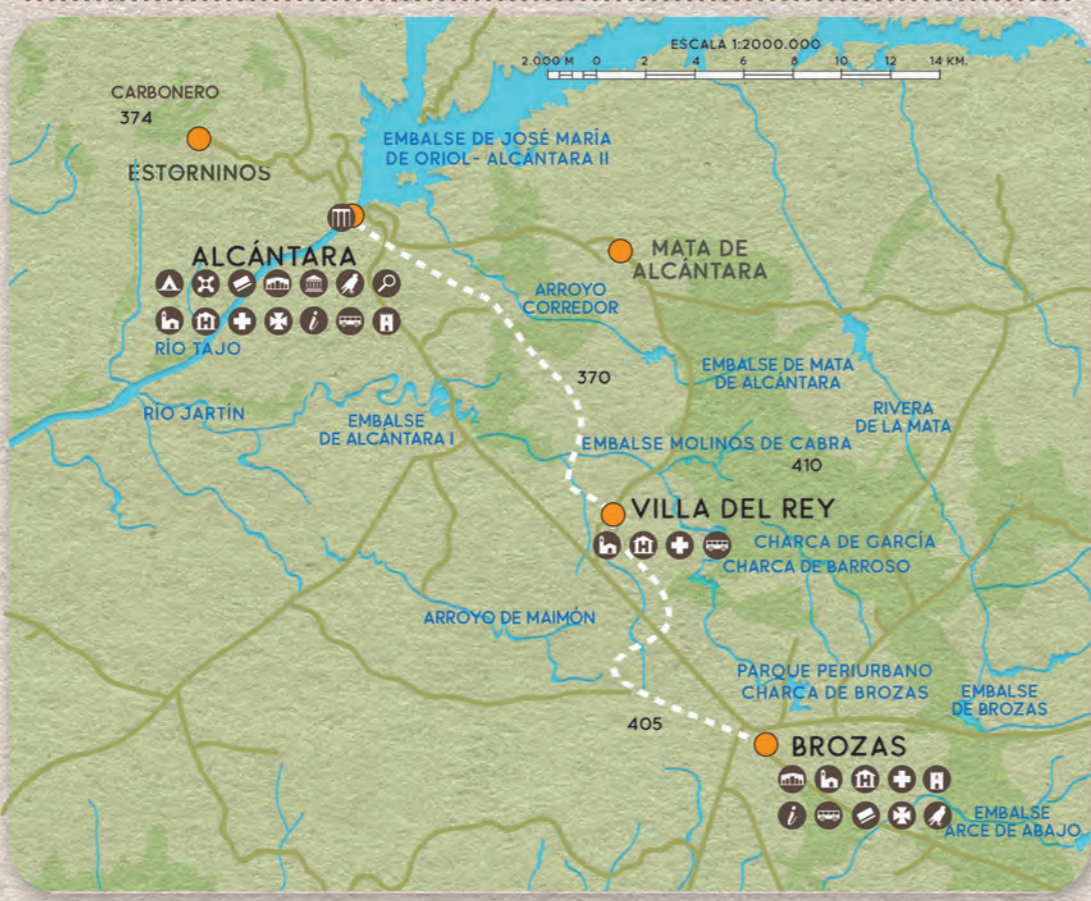 ESCALA 1:2000.000
2.000 M 0 2 4 6 8 10 12 14 KM.
CARBONERO
374
ESTORNINOS
EMBALSE DE JOSÉ MARÍA
DE ORIOL- ALCÁNTARA II
ALCÁNTARA
MATA DE
ALCÁNTARA
ARROYO
CORREDOR
RÍO TAJO
370
EMBALSE DE MATA
DE ALCÁNTARA
RÍO JARTÍN
EMBALSE
DE ALCÁNTARA I
RIVERA
DE LA MATA
EMBALSE MOLINOS DE CABRA
410
VILLA DEL REY
CHARCA DE GARCÍA
CHARCA DE BARROSO
ARROYO DE MAIMÓN
PARQUE PERIURBANO
CHARCA DE BROZAS
EMBALSE
DE BROZAS
405
BROZAS
EMBALSE
ARCE DE ABAJO